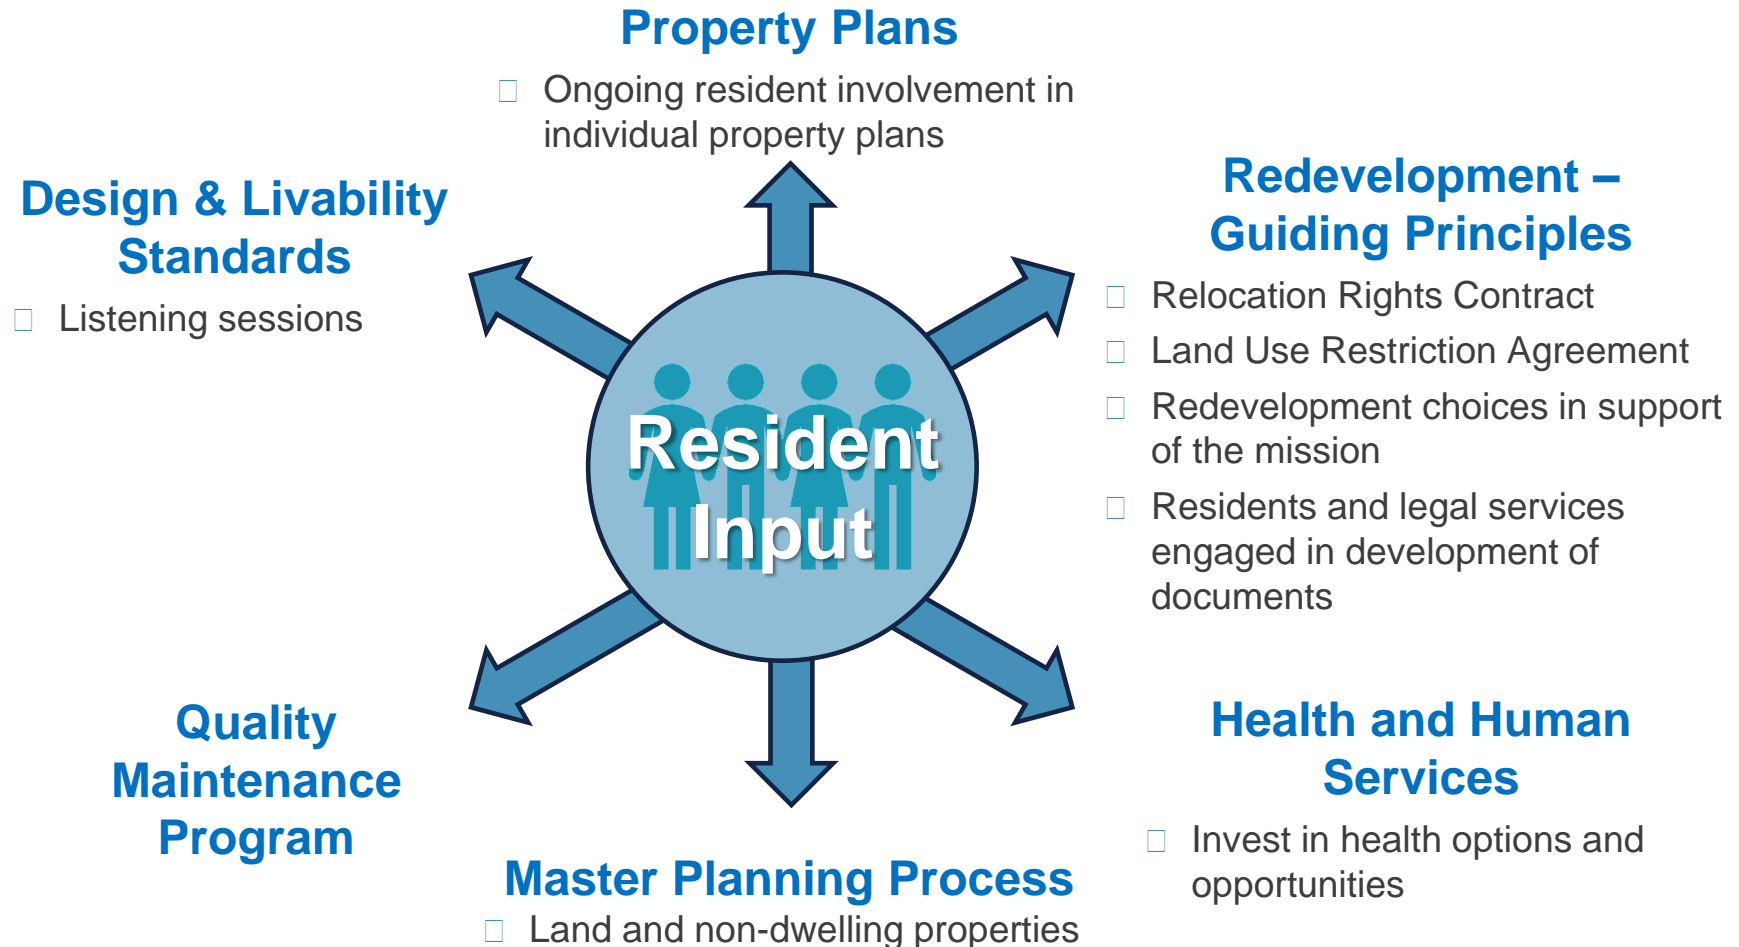 Property Plans
Ongoing resident involvement in
individual property plans
Design & Livability
Standards
Listening sessions
Redevelopment –
Guiding Principles
Relocation Rights Contract
Land Use Restriction Agreement
Redevelopment choices in support
of the mission
Residents and legal services
engaged in development of
documents
Resident
Input
Quality
Maintenance
Program
Master Planning Process
Land and non-dwelling properties
Health and Human
Services
Invest in health options and
opportunities